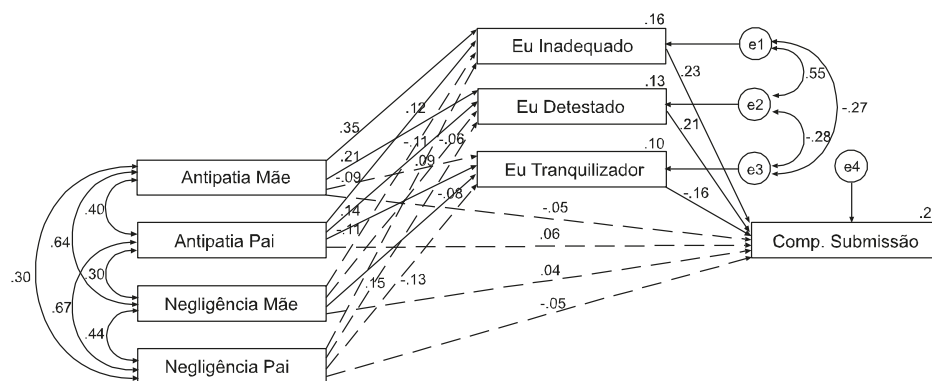 .16
Eu Inadequado
e1
.23
.55
.13
.12
Eu Detestado
e2
-.27
.35
-.11
-.06
.21
-.28
.21
.09
.10
-.09
Eu Tranquilizador
e3
e4
Antipatia Mãe
-.08
-.16
.40
.14
-.05
.2
-.11
Antipatia Pai
.06
Comp. Submissão
.64
.30
.30
.15
-.13
.04
.67
Negligência Mãe
-.05
.44
Negligência Pai